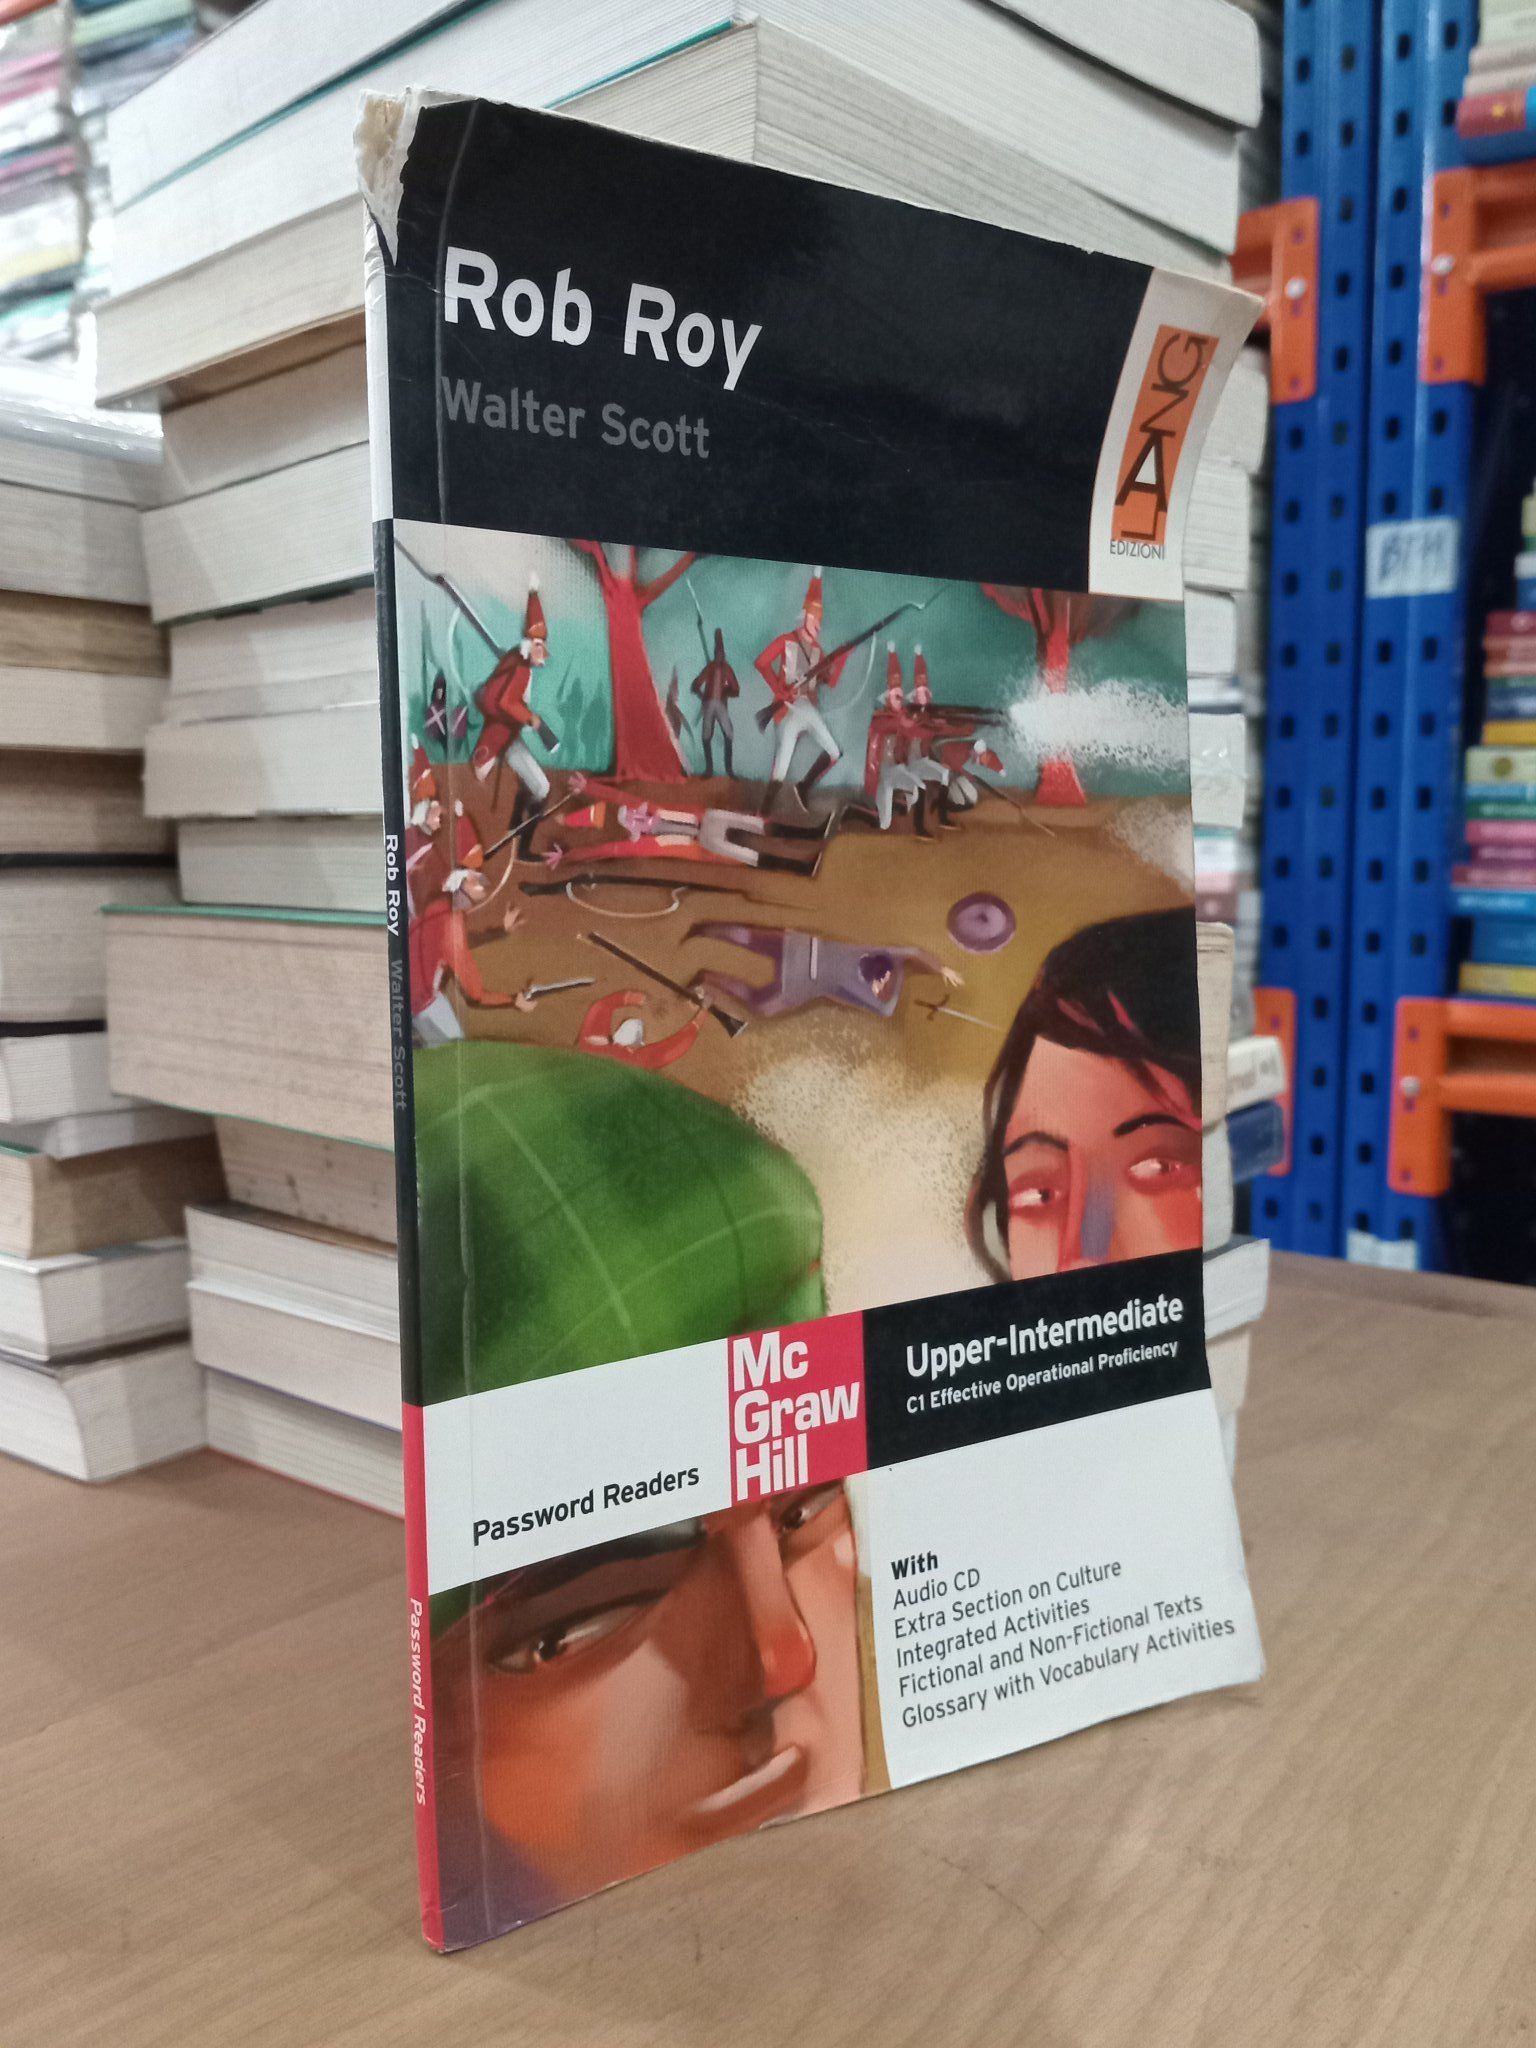 Rob Roy
Walter Scott
LANG
EDIZIONI
Rob Roy Walter Scott
Password Readers
Mc
Graw
Hill
Upper-Intermediate
C1 Effective Operational Proficiency
Password Readers
With
Audio CD
Extra Section on Culture
Integrated Activities
Fictional and Non-Fictional Texts
Glossary with Vocabulary Activities